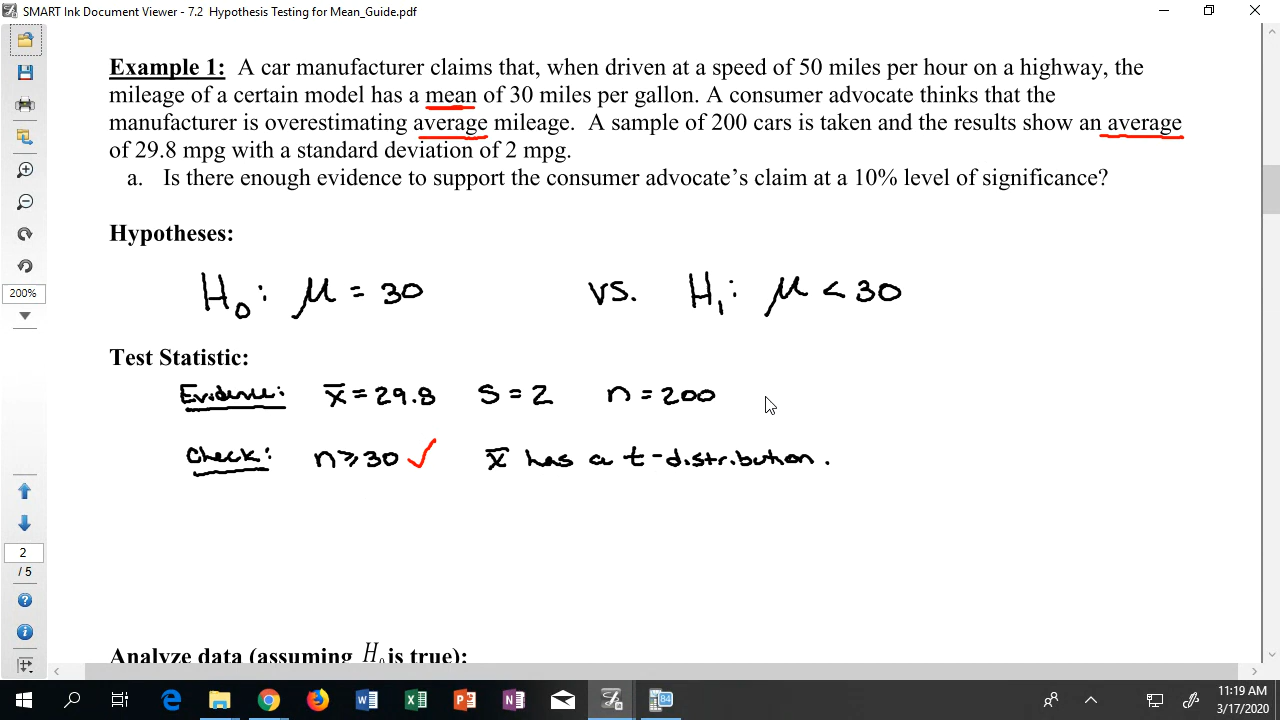 SMART Ink Document Viewer - 7.2 Hypothesis Testing for Mean_Guide.pdf
Example 1: A car manufacturer claims that, when driven at a speed of 50 miles per hour on a highway, the
mileage of a certain model has a mean of 30 miles per gallon. A consumer advocate thinks that the
manufacturer is overestimating average mileage. A sample of 200 cars is taken and the results show an average
of 29.8 mpg with a standard deviation of 2 mpg.
a. Is there enough evidence to support the consumer advocate’s claim at a 10% level of significance?
Hypotheses:
H₀: μ = 30 vs. H₁: μ < 30
200%
Test Statistic:
Evidence: x̄ = 29.8 s = 2 n = 200
Check: n ≥ 30 ✓ x̄ has a t-distribution.
2
/ 5
Analyze data (assuming H₀ is true):
11:19 AM
3/17/2020